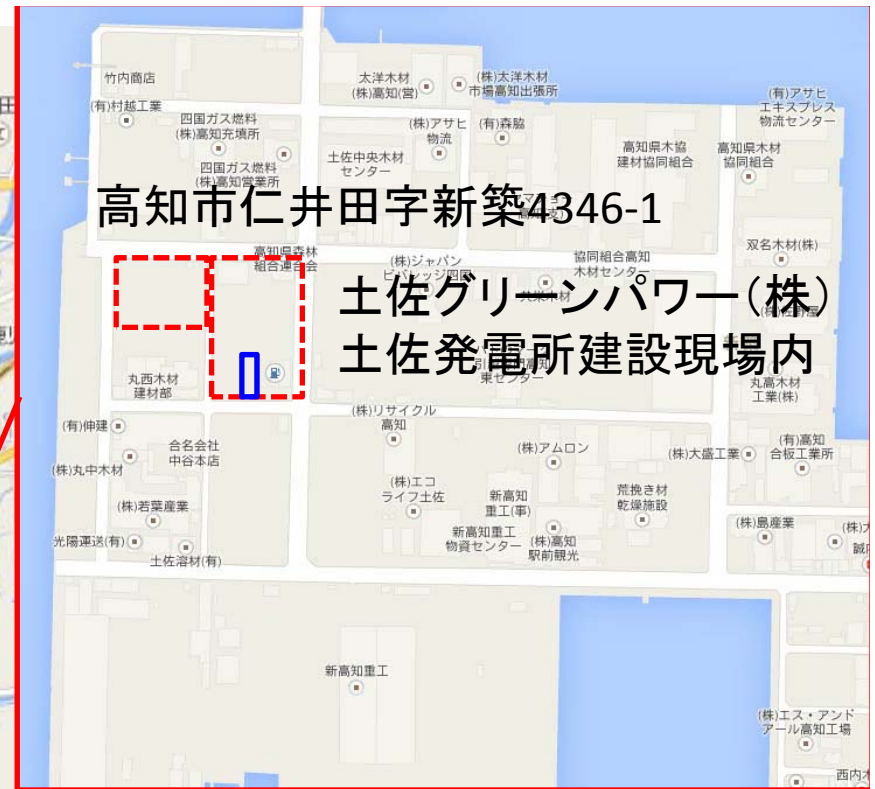 竹内商店
太洋木材
(株)高知(営)
(株)太洋木材
市場高知出張所
(有)アサヒ
エキスプレス
物流センター
(有)村越工業
四国ガス燃料
(株)高知充填所
(株)アサヒ
物流
(有)森脇
高知県木協
建材協同組合
高知県木材
協同組合
四国ガス燃料
(株)高知営業所
土佐中央木材
センター
高知市仁井田字新築4346-1
高知県森林
組合連合会
(株)ジャパン
ビバレッジ四国
協同組合高知
木材センター
双名木材(株)
土佐グリーンパワー(株)
土佐発電所建設現場内
東センター
丸西木材
建材部
丸高木材
工業(株)
(株)リサイクル
高知
(有)伸建
合名会社
中谷本店
(株)丸中木材
(株)アムロン
(株)大盛工業
(有)高知
合板工業所
(株)エコ
ライフ土佐
新高知
重工(事)
荒挽き材
乾燥施設
(株)若葉産業
新高知重工
物資センター
(株)高知
駅前観光
(株)島産業
光陽運送(有)
土佐溶材(有)
新高知重工
(株)エス・アンド
アール高知工場
西内木